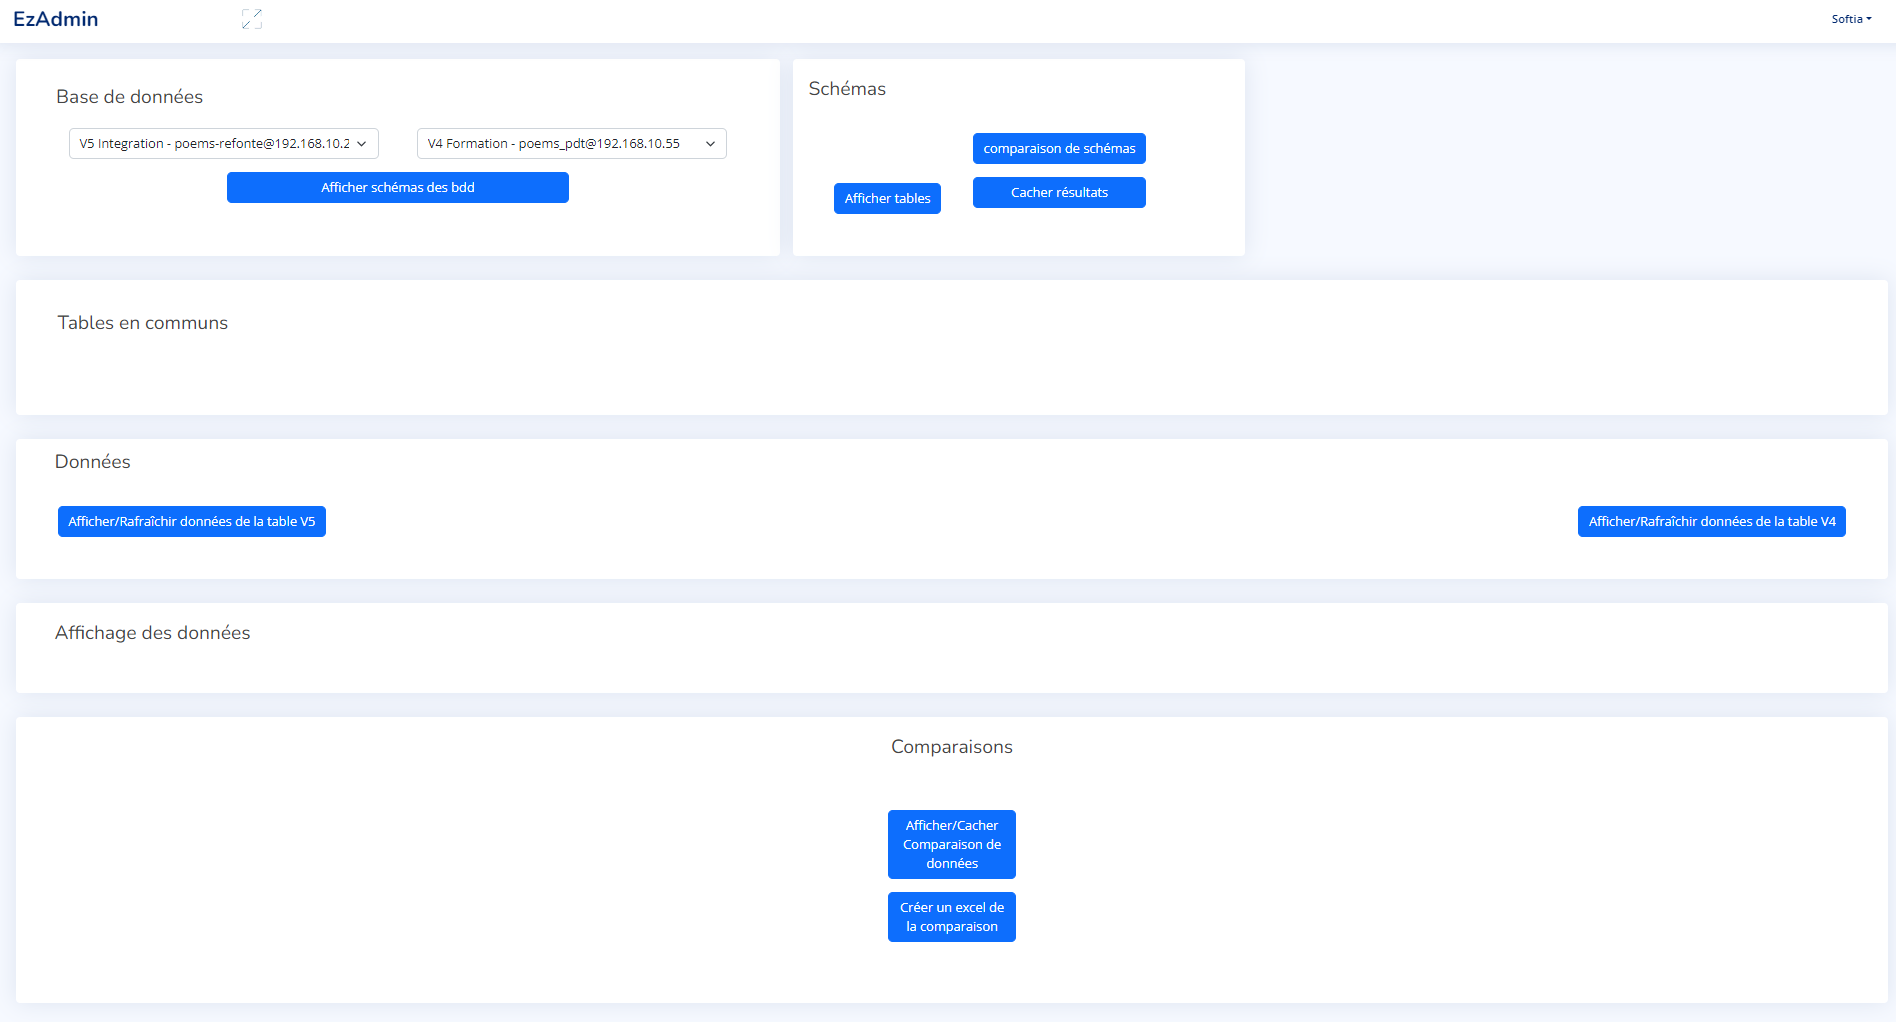 EzAdmin
Softia
Base de données
V5 Integration - poems-refonte@192.168.10.2
V4 Formation - poems_pdt@192.168.10.55
Afficher schémas des bdd
Schémas
comparaison de schémas
Afficher tables
Cacher résultats
Tables en communs
Données
Afficher/Rafraîchir données de la table V5
Afficher/Rafraîchir données de la table V4
Affichage des données
Comparaisons
Afficher/Cacher
Comparaison de
données
Créer un excel de
la comparaison